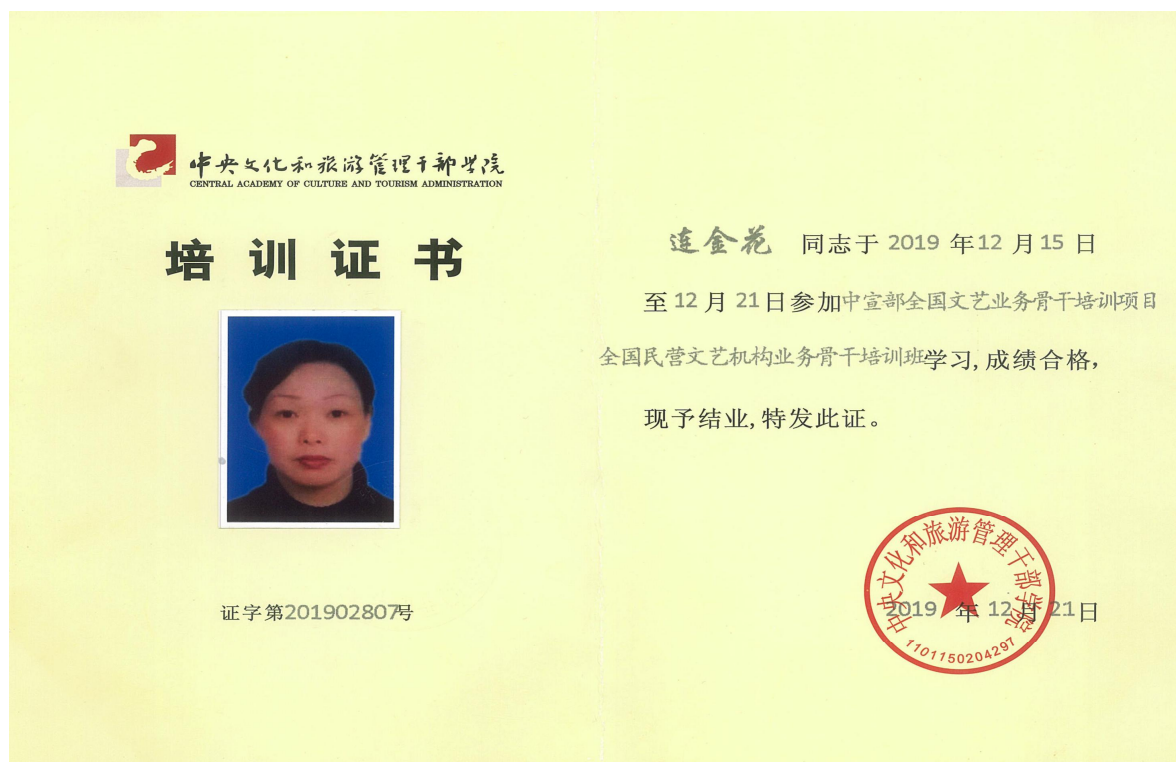 中央文化和旅游管理干部学院
CENTRAL ACADEMY OF CULTURE AND TOURISM ADMINISTRATION
培训证书
证字第201902807号
连金花 同志于 2019 年12 月15 日
至12 月 21日参加中宣部全国文艺业务骨干培训项目
全国民营文艺机构业务骨干培训班学习,成绩合格,
现予结业,特发此证。
中央文化和旅游管理干部学院
2019 年 12月 21日
1101150204297